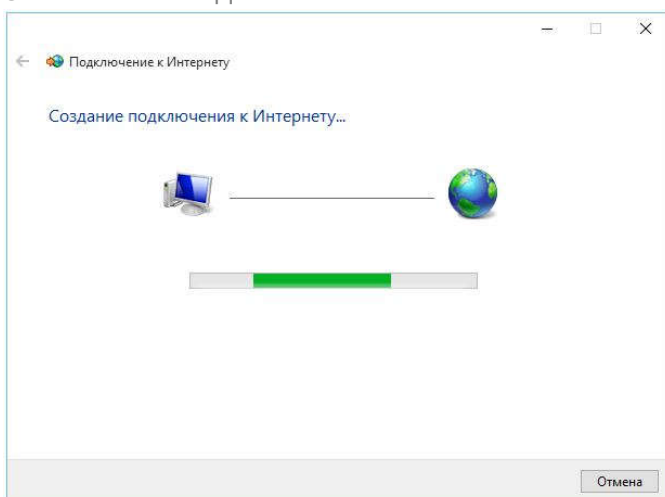 Подключение к Интернету
Создание подключения к Интернету...
Отмена